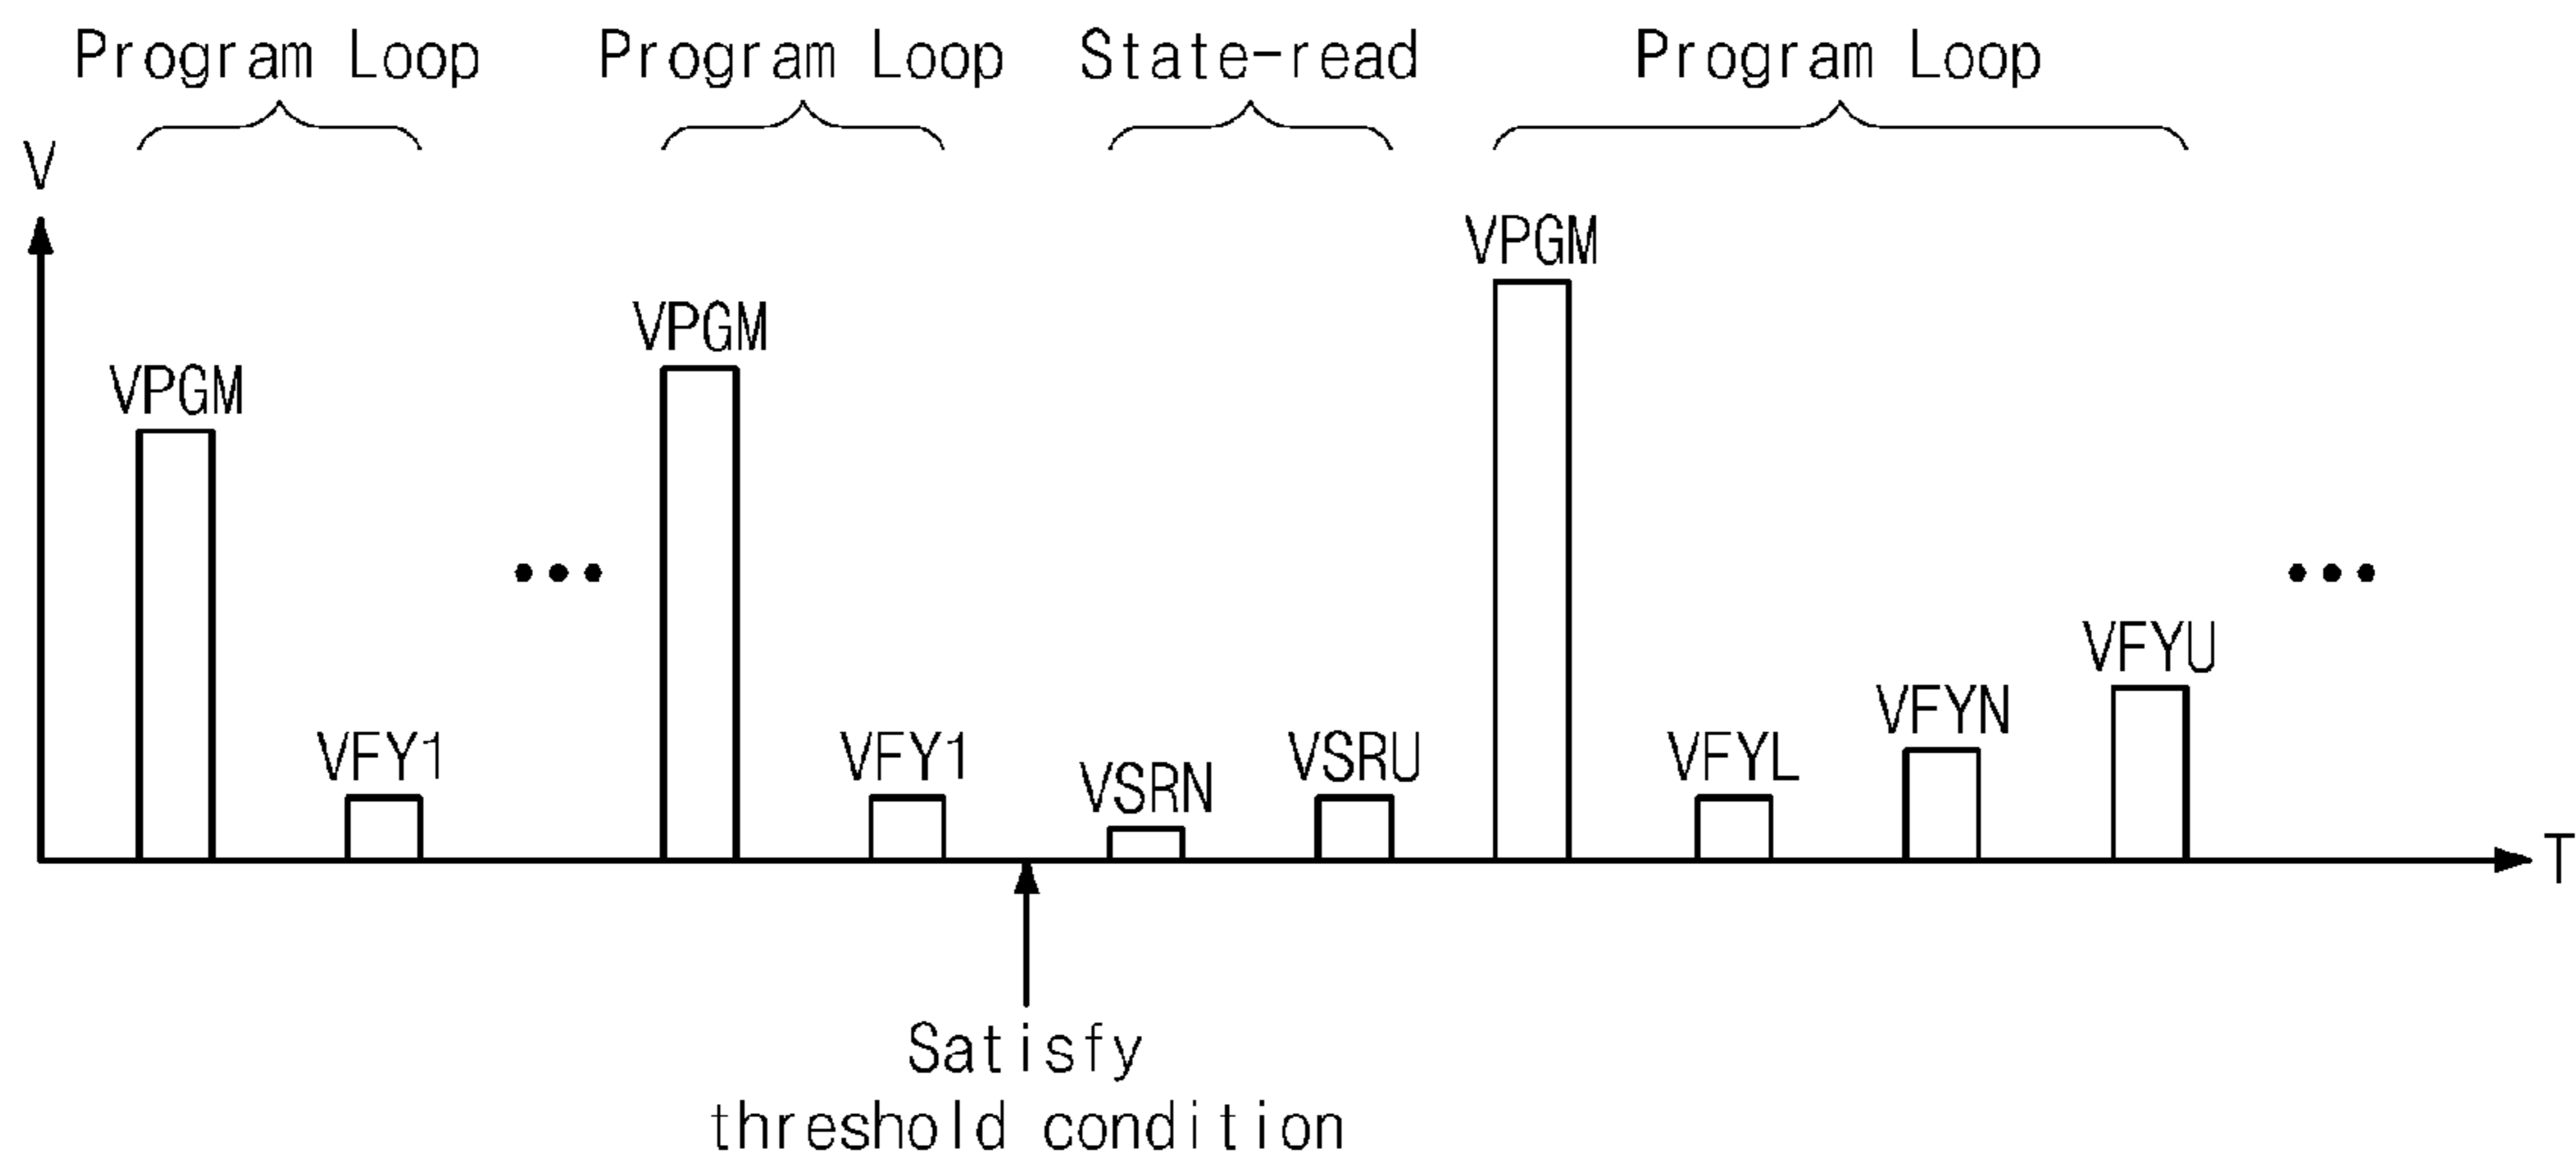 Program Loop
Program Loop
State-read
Program Loop
V
VPGM
VPGM
VPGM
VFY1
•••
VFY1
VSRN
VSRU
VFYL
VFYN
VFYU
•••
T
Satisfy
threshold condition